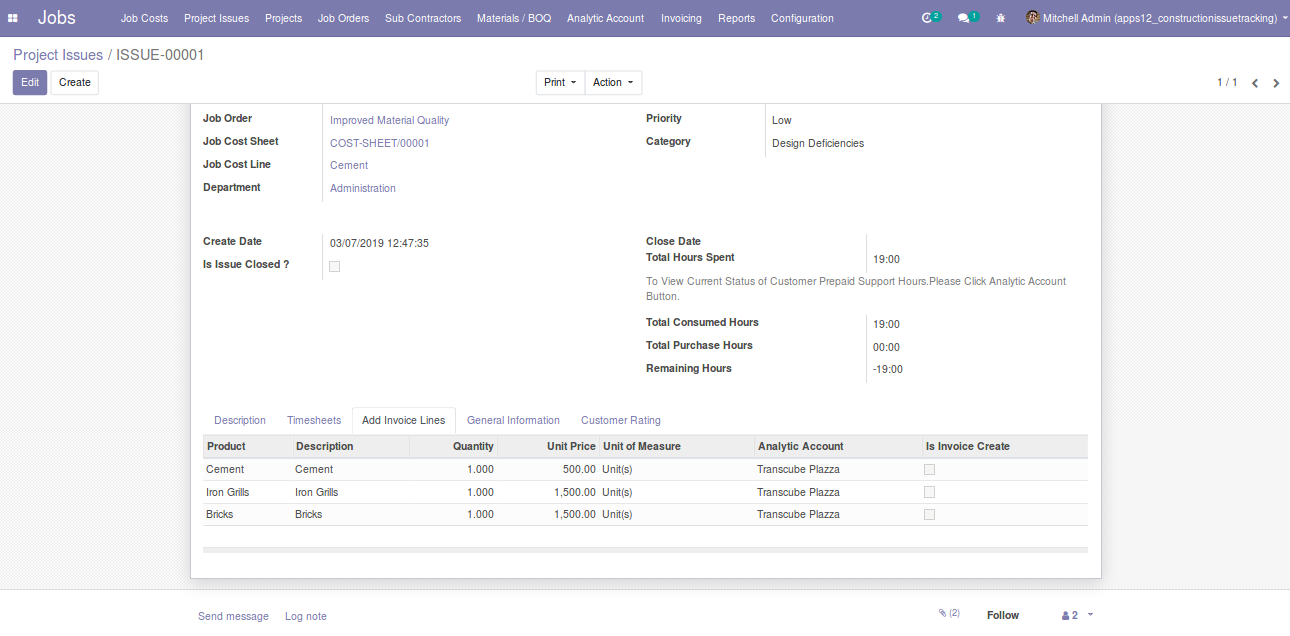 Jobs Job Costs Project Issues Projects Job Orders Sub Contractors Materials / BOQ Analytic Account Invoicing Reports Configuration 2 1 Mitchell Admin (apps12_constructionissuetracking)
Project Issues / ISSUE-00001
Edit Create Print Action 1 / 1
Job Order Improved Material Quality Priority Low
Job Cost Sheet COST-SHEET/00001 Category Design Deficiencies
Job Cost Line Cement
Department Administration
Create Date 03/07/2019 12:47:35 Close Date
Total Hours Spent 19:00
Is Issue Closed ?
To View Current Status of Customer Prepaid Support Hours.Please Click Analytic Account
Button.
Total Consumed Hours 19:00
Total Purchase Hours 00:00
Remaining Hours -19:00
Description Timesheets Add Invoice Lines General Information Customer Rating
Product Description Quantity Unit Price Unit of Measure Analytic Account Is Invoice Create
Cement Cement 1.000 500.00 Unit(s) Transcube Plazza
Iron Grills Iron Grills 1.000 1,500.00 Unit(s) Transcube Plazza
Bricks Bricks 1.000 1,500.00 Unit(s) Transcube Plazza
Send message Log note (2) Follow 2